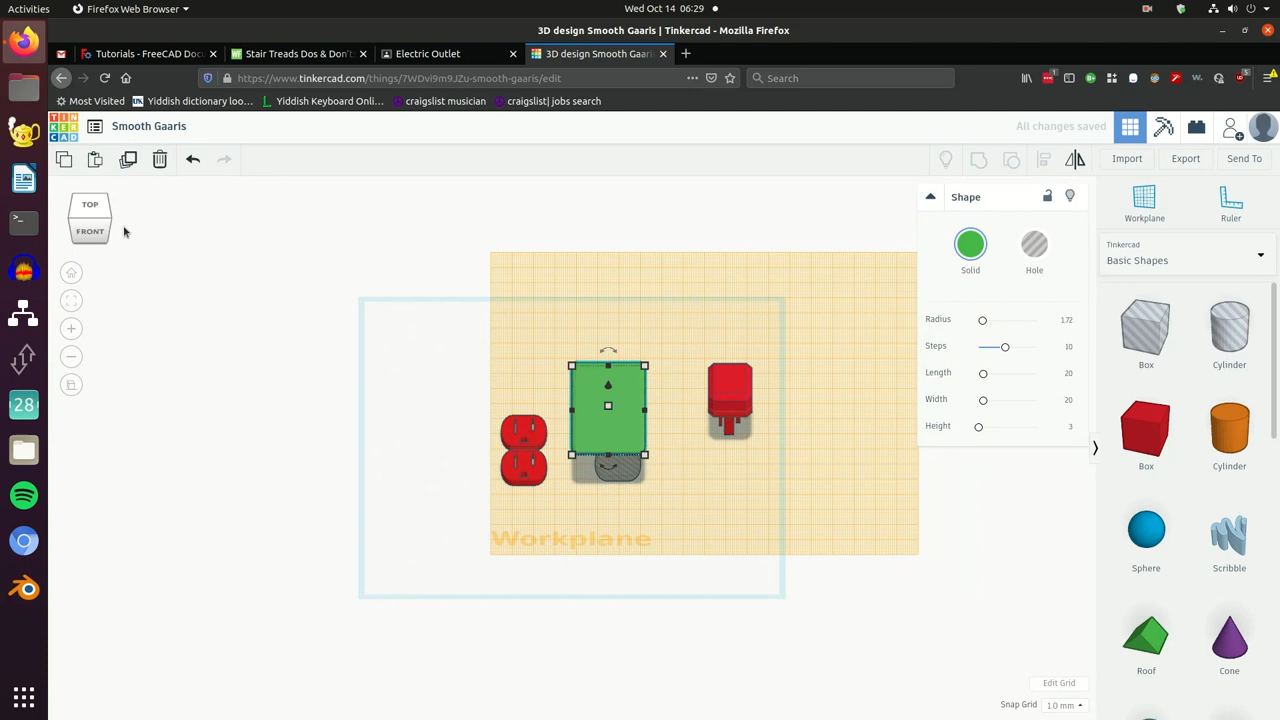 Activities
Firefox Web Browser
Wed Oct 14 06:29
3D design Smooth Gaaris | Tinkercad - Mozilla Firefox
Tutorials - FreeCAD Doc
Stair Treads Dos & Don't
Electric Outlet
3D design Smooth Gaari
https://www.tinkercad.com/things/7WDvi9m9JZu-smooth-gaaris/edit
Search
Most Visited
Yiddish dictionary loo...
Yiddish Keyboard Onli...
craigslist musician
craigslist| jobs search
TIN
KER
CAD
Smooth Gaaris
All changes saved
Import
Export
Send To
TOP
FRONT
Shape
Solid
Hole
Radius 1.72
Steps 10
Length 20
Width 20
Height 3
Workplane
Ruler
Tinkercad
Basic Shapes
Box
Cylinder
Box
Cylinder
Sphere
Scribble
Roof
Cone
Workplane
28
Edit Grid
Snap Grid 1.0 mm